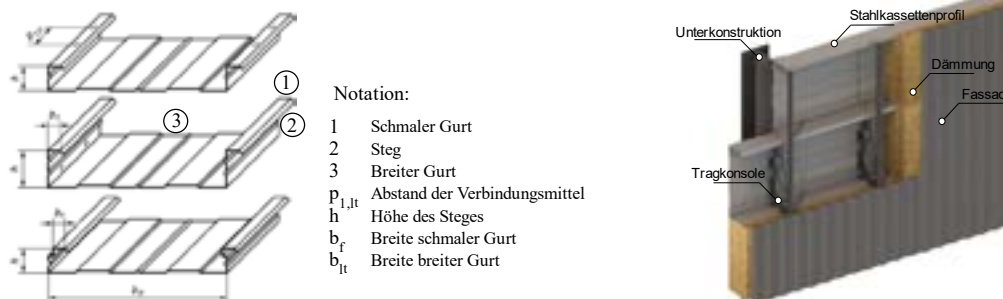 1
2
3
h
h
h
Notation:
1 Schmaler Gurt
2 Steg
3 Breiter Gurt
p1,lt Abstand der Verbindungsmittel
h Höhe des Steges
bf Breite schmaler Gurt
blt Breite breiter Gurt
Stahlkassettenprofil
Unterkonstruktion
Dämmung
Fassad
Tragkonsole